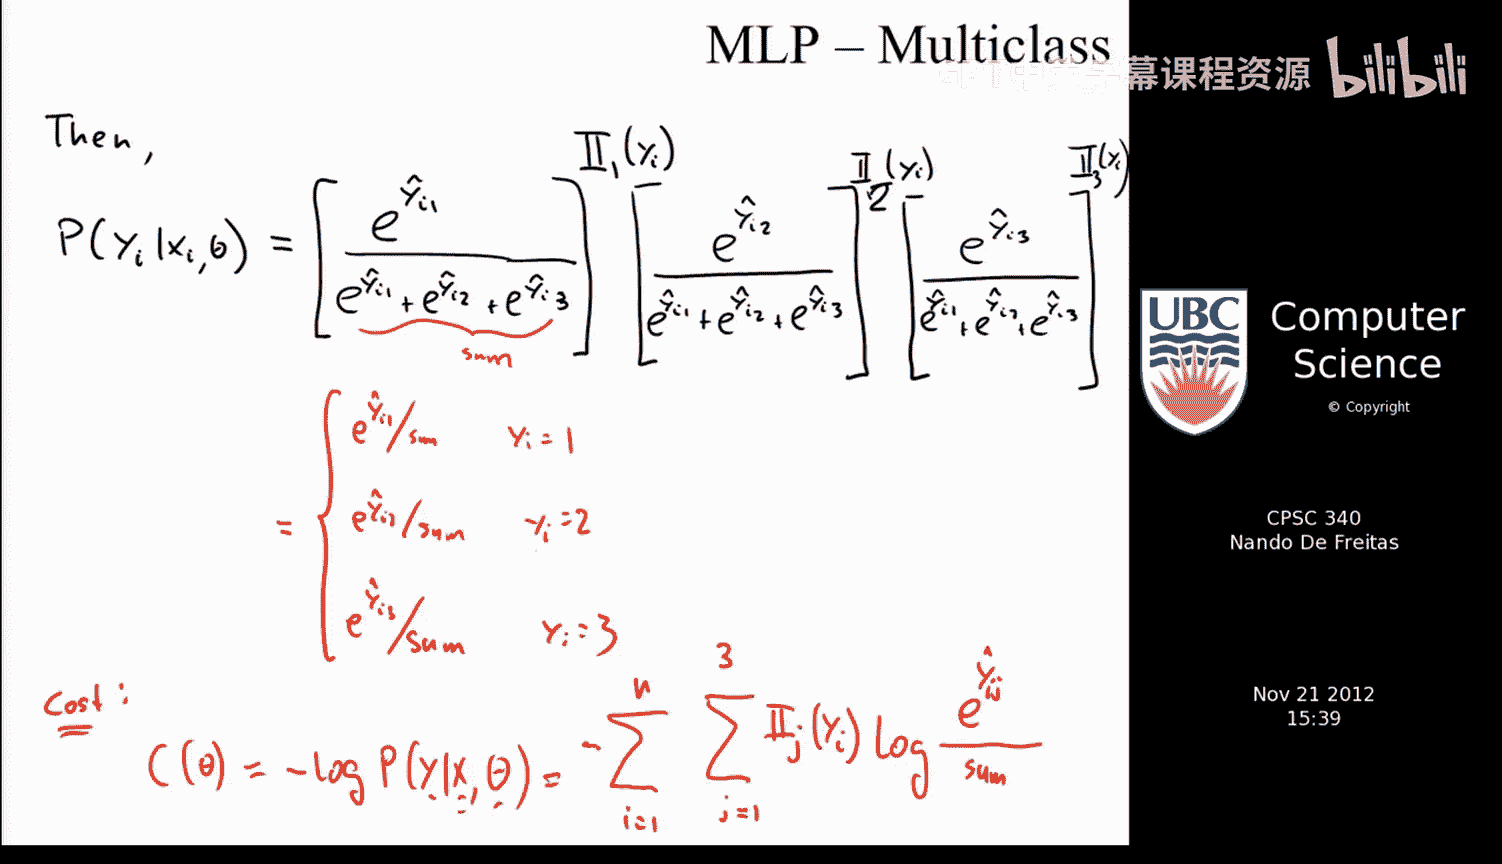 MLP – Multiclass
字幕课程资源 bilibili
Then,
P(yᵢ|xᵢ,θ) = [e^ŷᵢ₁ / (e^ŷᵢ₁ + e^ŷᵢ₂ + e^ŷᵢ₃)]^𝕀₁(yᵢ) [e^ŷᵢ₂ / (e^ŷᵢ₁ + e^ŷᵢ₂ + e^ŷᵢ₃)]^𝕀₂(yᵢ) [e^ŷᵢ₃ / (e^ŷᵢ₁ + e^ŷᵢ₂ + e^ŷᵢ₃)]^𝕀₃(yᵢ)
sum
= { e^ŷᵢ₁/sum yᵢ = 1
e^ŷᵢ₂/sum yᵢ = 2
e^ŷᵢ₃/sum yᵢ = 3
Cost:
C(θ) = -log P(y|x,θ) = - ∑_{i=1}^{n} ∑_{j=1}^{3} 𝕀ⱼ(yᵢ) log e^ŷᵢⱼ / sum
UBC
Computer
Science
© Copyright
CPSC 340
Nando De Freitas
Nov 21 2012
15:39